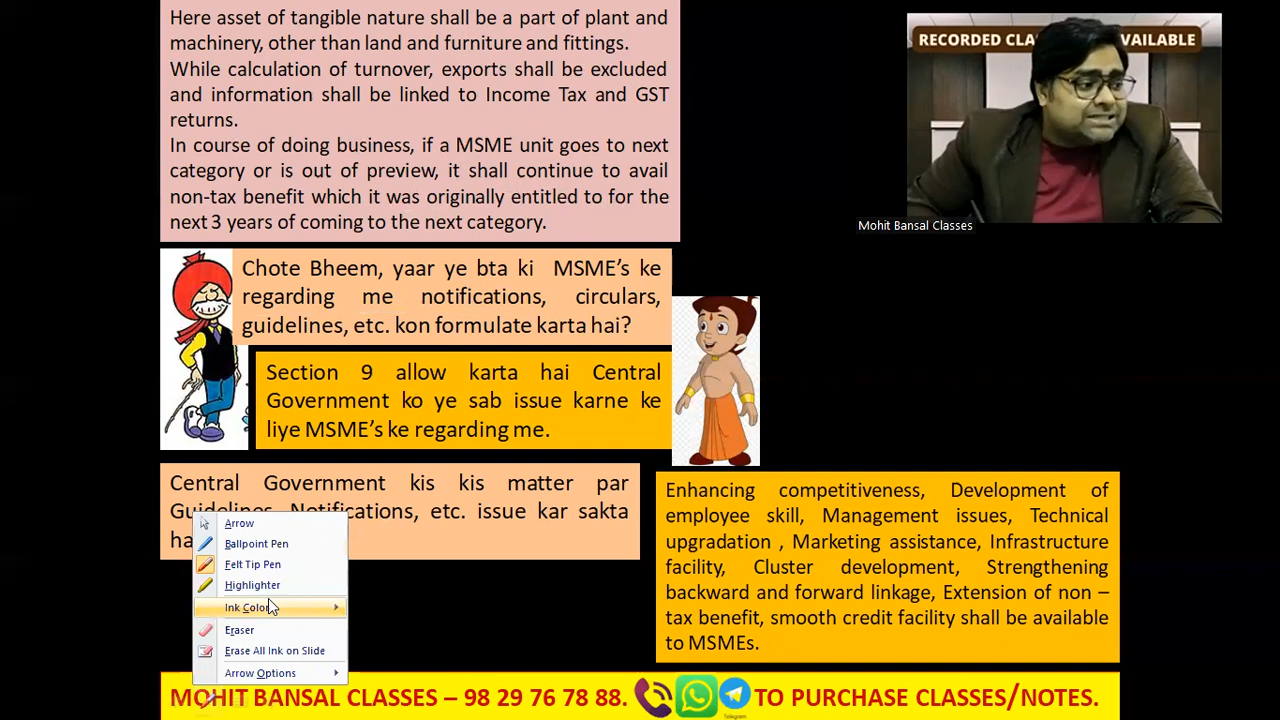 Here asset of tangible nature shall be a part of plant and
machinery, other than land and furniture and fittings.
While calculation of turnover, exports shall be excluded
and information shall be linked to Income Tax and GST
returns.
In course of doing business, if a MSME unit goes to next
category or is out of preview, it shall continue to avail
non-tax benefit which it was originally entitled to for the
next 3 years of coming to the next category.
RECORDED CLA VAILABLE
Mohit Bansal Classes
Chote Bheem, yaar ye bta ki MSME's ke
regarding me notifications, circulars,
guidelines, etc. kon formulate karta hai?
Section 9 allow karta hai Central
Government ko ye sab issue karne ke
liye MSME's ke regarding me.
Central Government kis kis matter par
Guidelines, Notifications, etc. issue kar sakta
ha
Arrow
Ballpoint Pen
Felt Tip Pen
Highlighter
Ink Color
Eraser
Erase All Ink on Slide
Arrow Options
Enhancing competitiveness, Development of
employee skill, Management issues, Technical
upgradation , Marketing assistance, Infrastructure
facility, Cluster development, Strengthening
backward and forward linkage, Extension of non –
tax benefit, smooth credit facility shall be available
to MSMEs.
MOHIT BANSAL CLASSES – 98 29 76 78 88. TO PURCHASE CLASSES/NOTES.
Telegram